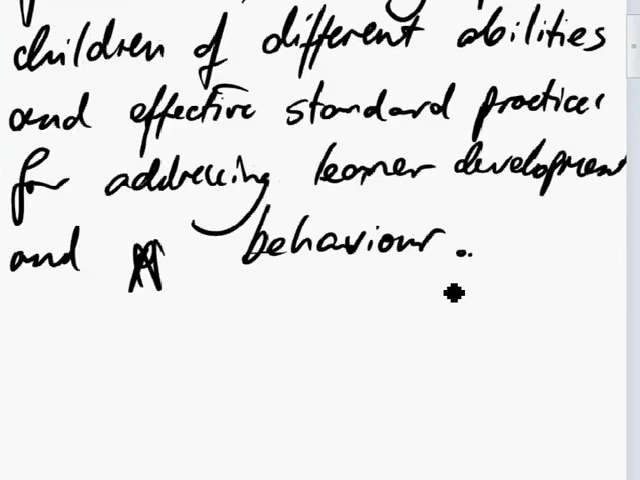 children of different abilities
and effective standard practices
for addressing learner development
and behaviour.